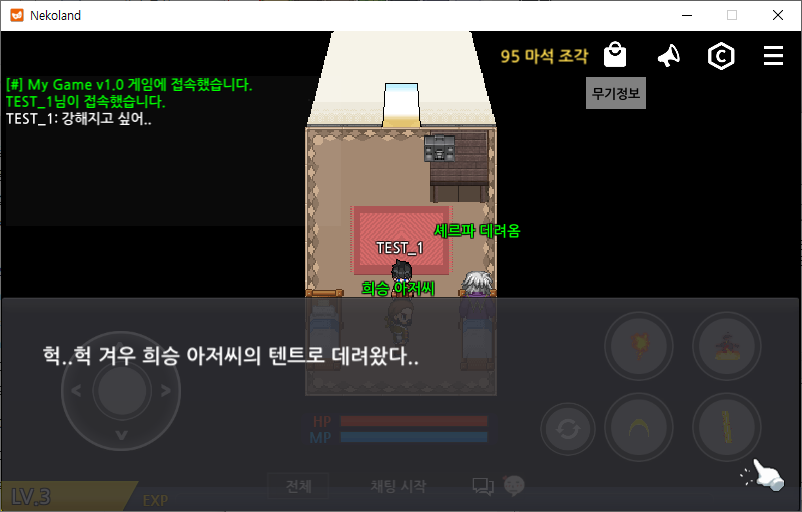 Nekoland
95 마석 조각
무기정보
[#] My Game v1.0 게임에 접속했습니다.
TEST_1님이 접속했습니다.
TEST_1: 강해지고 싶어..
세르파 데려옴
TEST_1
희승 아저씨
헉..헉 겨우 희승 아저씨의 텐트로 데려왔다..
HP
MP
LV.3
EXP
전체
채팅 시작